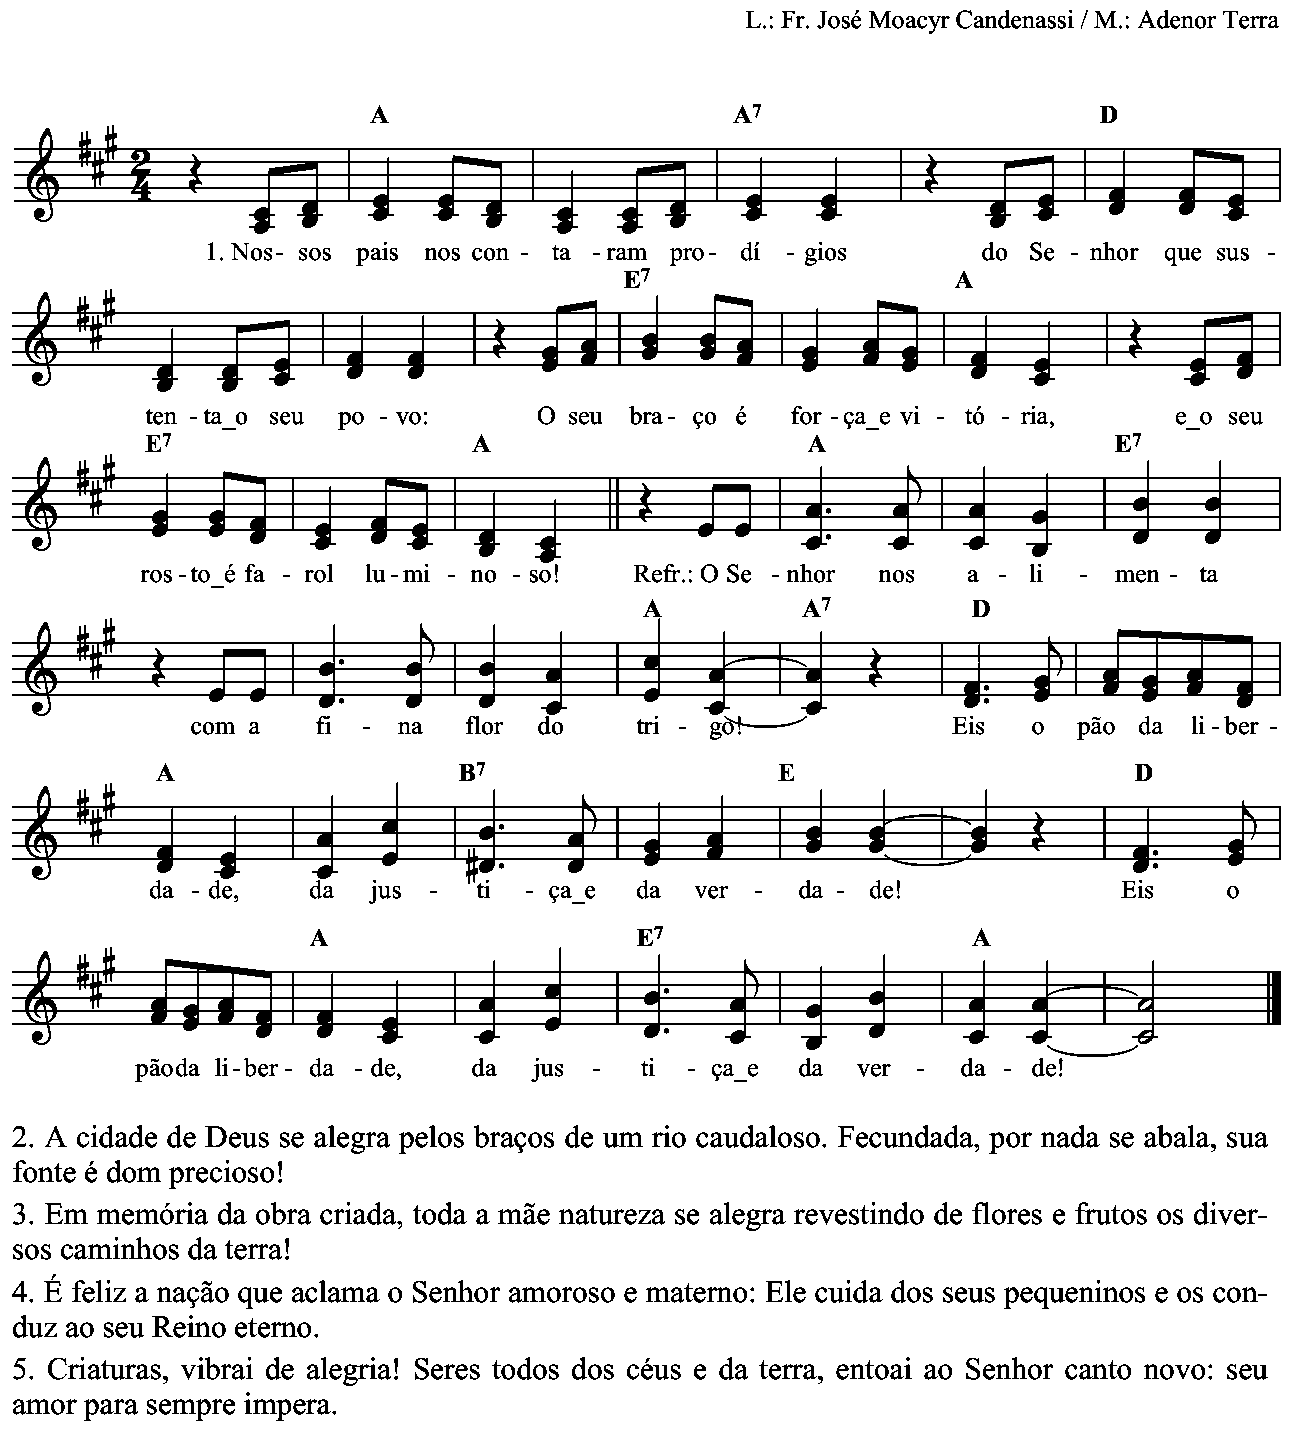 L.: Fr. José Moacyr Candenassi / M.: Adenor Terra
A A7 D
2
4
1. Nos- sos pais nos con - ta - ram pro - dí - gios do Se - nhor que sus -
E7 A
ten - ta_o seu po - vo: O seu bra - ço é for - ça_e vi - tó - ria, e_o seu
E7 A A E7
ros - to_é fa - rol lu - mi - no - so! Refr.: O Se - nhor nos a - li - men - ta
A A7 D
com a fi - na flor do tri - go! Eis o pão da li - ber -
A B7 E D
da - de, da jus - ti - ça_e da ver - da - de! Eis o
A E7 A
pão da li - ber - da - de, da jus - ti - ça_e da ver - da - de!
2. A cidade de Deus se alegra pelos braços de um rio caudaloso. Fecundada, por nada se abala, sua
fonte é dom precioso!
3. Em memória da obra criada, toda a mãe natureza se alegra revestindo de flores e frutos os diver-
sos caminhos da terra!
4. É feliz a nação que aclama o Senhor amoroso e materno: Ele cuida dos seus pequeninos e os con-
duz ao seu Reino eterno.
5. Criaturas, vibrai de alegria! Seres todos dos céus e da terra, entoai ao Senhor canto novo: seu
amor para sempre impera.